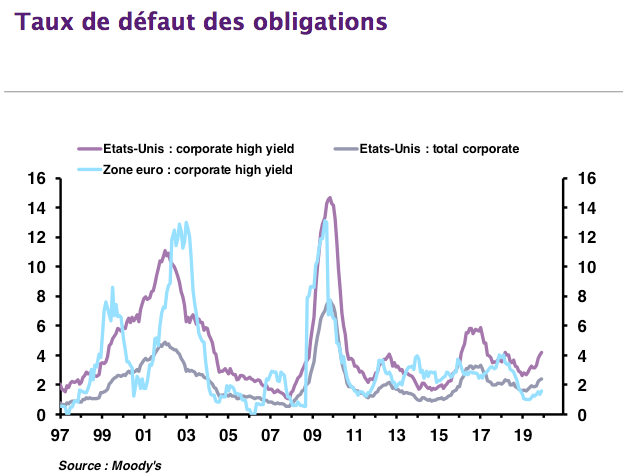 Taux de défaut des obligations
Etats-Unis : corporate high yield
Etats-Unis : total corporate
Zone euro : corporate high yield
16 16
14 14
12 12
10 10
8 8
6 6
4 4
2 2
0 0
97 99 01 03 05 07 09 11 13 15 17 19
Source : Moody's